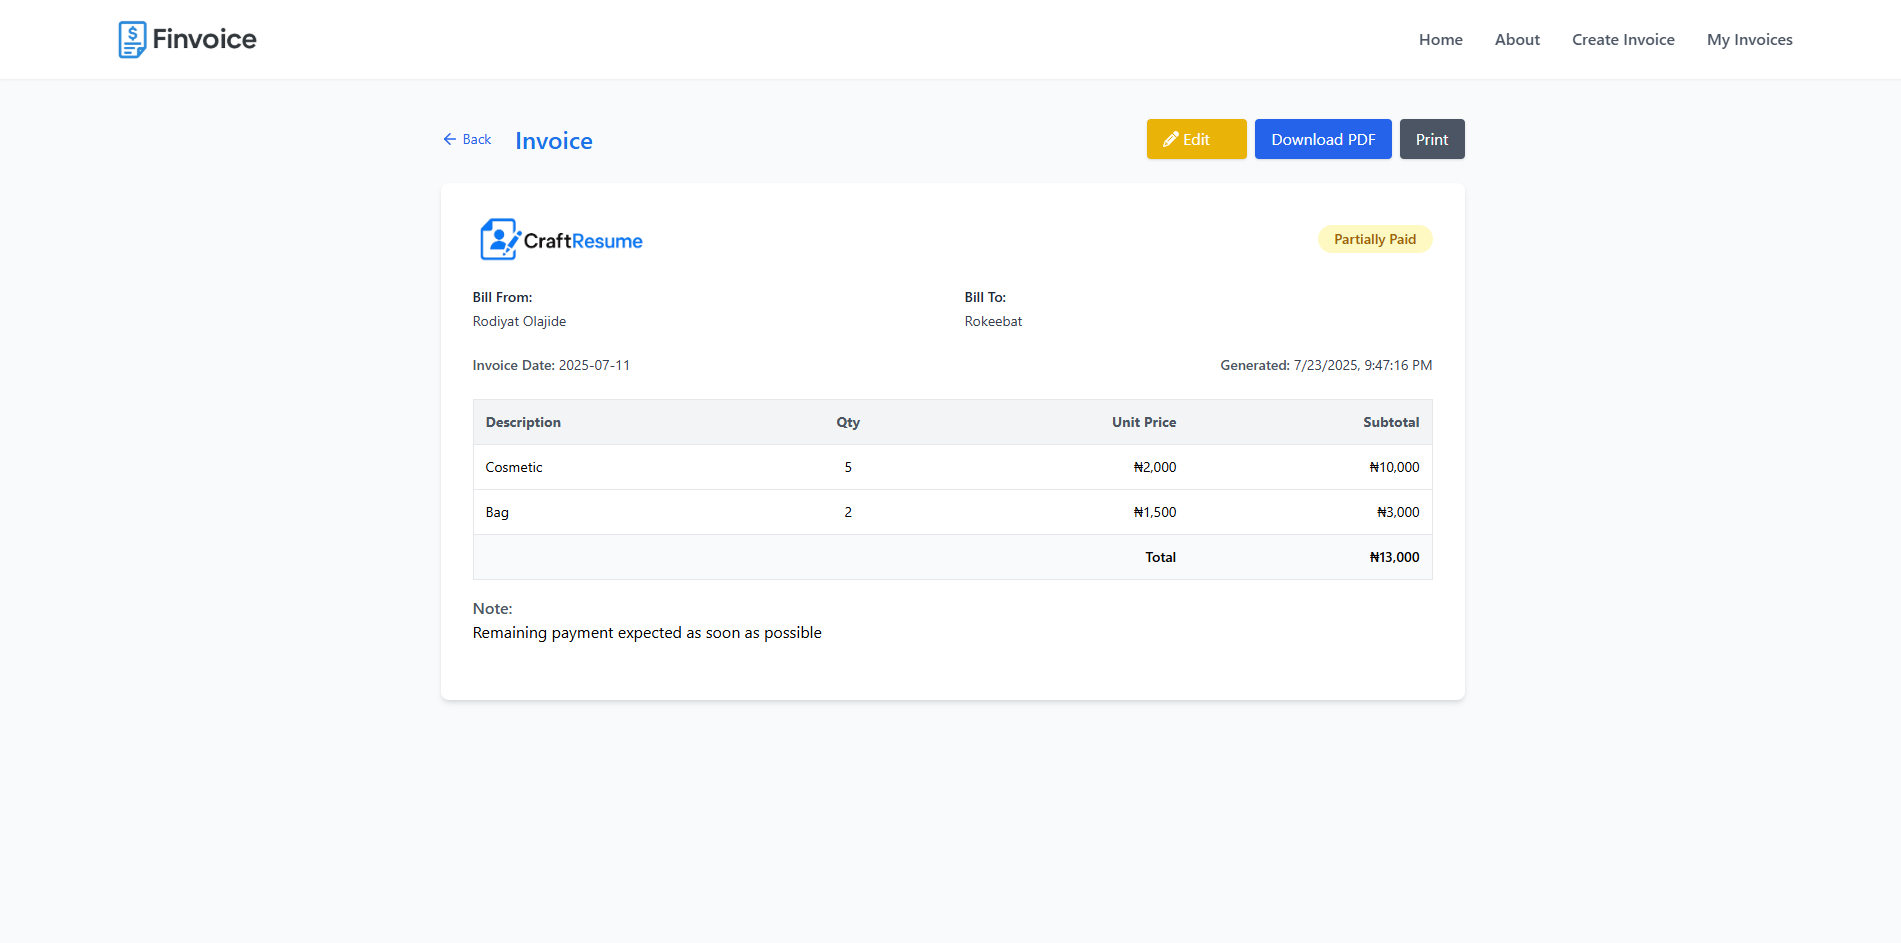 Finvoice
Home About Create Invoice My Invoices
Back Invoice Edit Download PDF Print
CraftResume Partially Paid
Bill From: Bill To:
Rodiyat Olajide Rokeebat
Invoice Date: 2025-07-11 Generated: 7/23/2025, 9:47:16 PM
Description Qty Unit Price Subtotal
Cosmetic 5 ₦2,000 ₦10,000
Bag 2 ₦1,500 ₦3,000
Total ₦13,000
Note:
Remaining payment expected as soon as possible